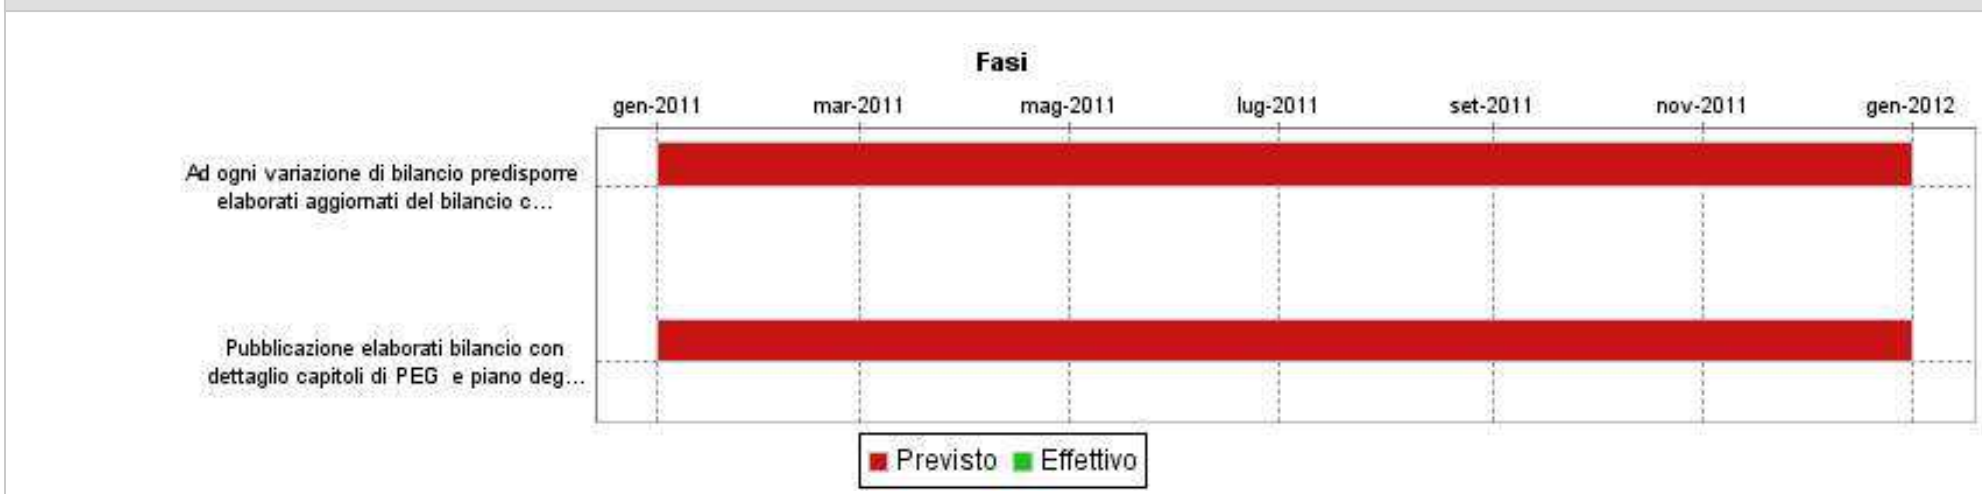 Fasi
gen-2011 mar-2011 mag-2011 lug-2011 set-2011 nov-2011 gen-2012
Ad ogni variazione di bilancio predisporre
elaborati aggiornati del bilancio c...
Pubblicazione elaborati bilancio con
dettaglio capitoli di PEG e piano deg...
Previsto Effettivo